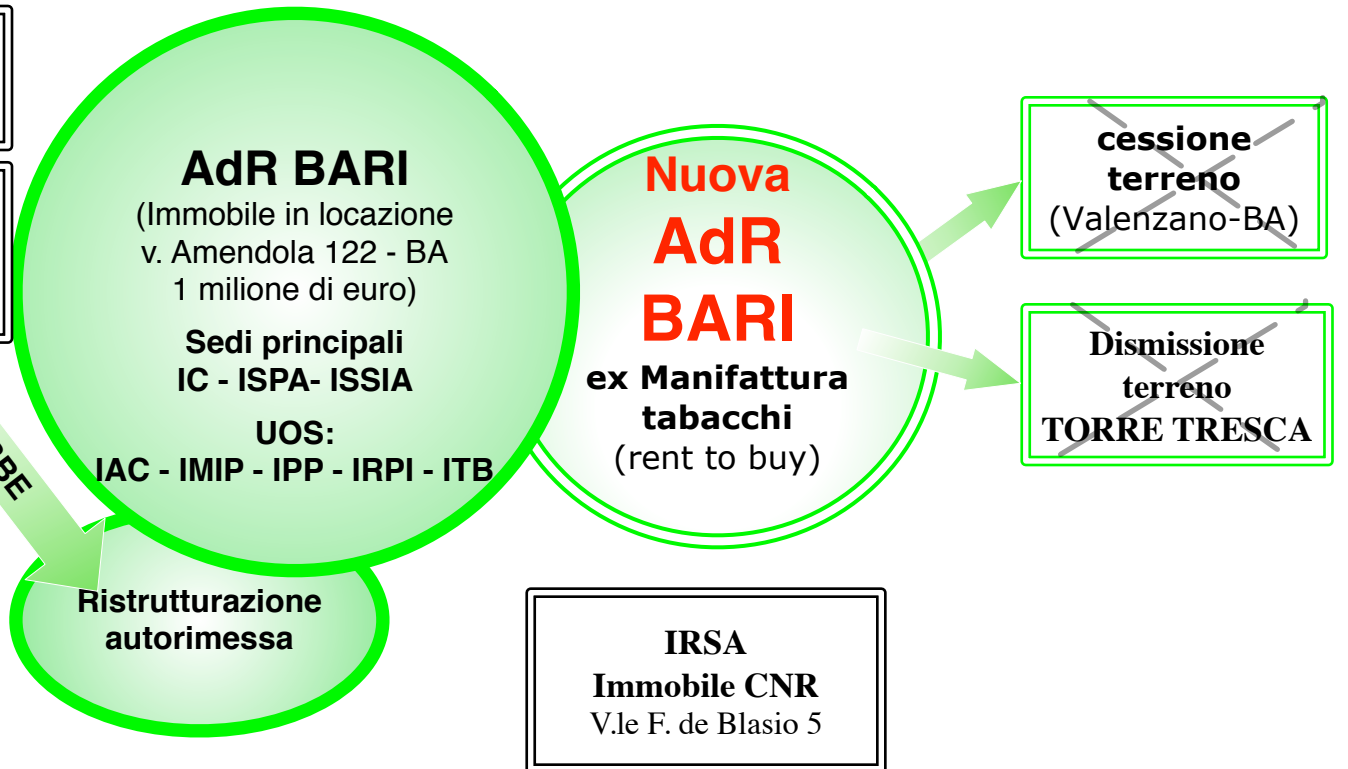 AdR BARI
(Immobile in locazione
v. Amendola 122 - BA
1 milione di euro)
Sedi principali
IC - ISPA- ISSIA
UOS:
IAC - IMIP - IPP - IRPI - ITB
Ristrutturazione
autorimessa
Nuova
AdR
BARI
ex Manifattura
tabacchi
(rent to buy)
cessione
terreno
(Valenzano-BA)
Dismissione
terreno
TORRE TRESCA
IRSA
Immobile CNR
V.le F. de Blasio 5